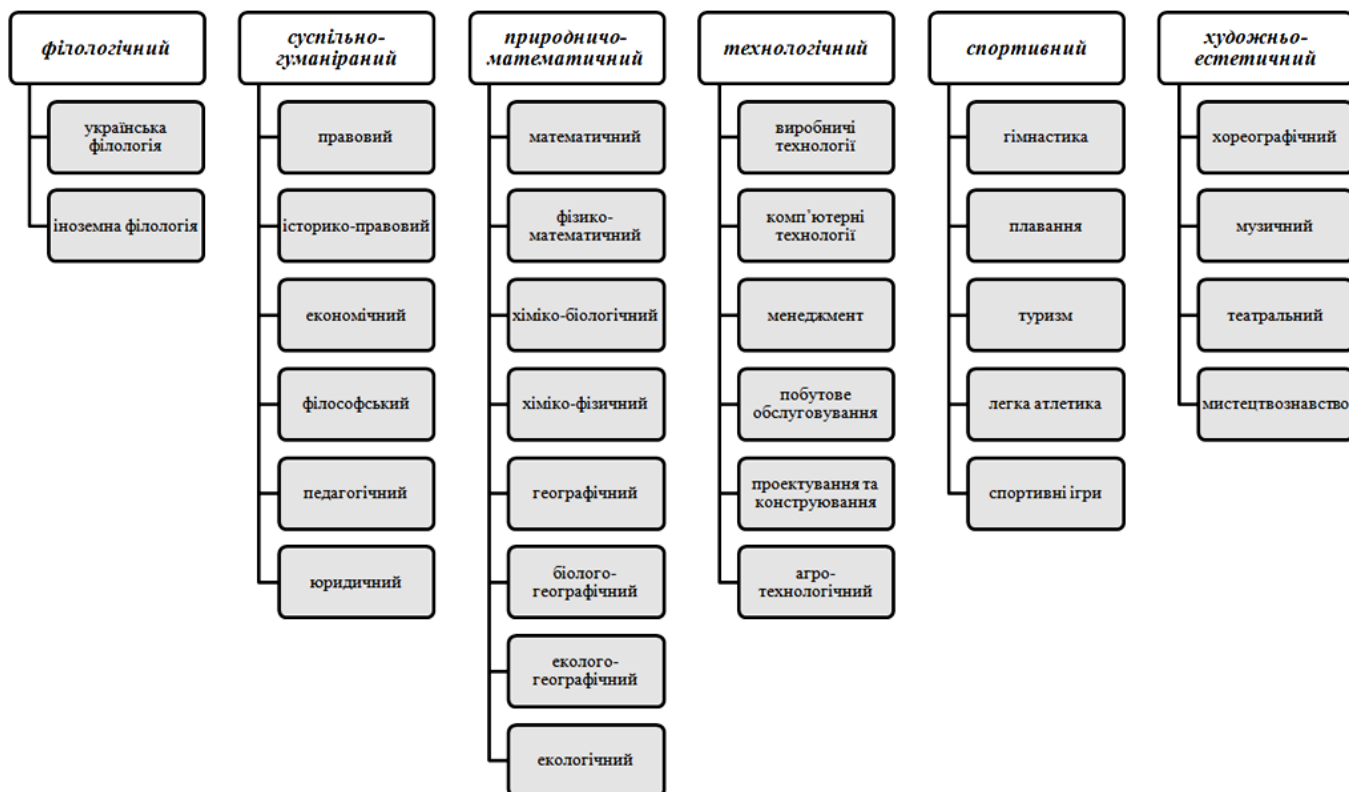 філологічний
українська
філологія
іноземна філологія
суспільно-
гуманіраний
правовий
історико-правовий
економічний
філософський
педагогічний
юридичний
природничо-
математичний
математичний
фізико-
математичний
хіміко-біологічний
хіміко-фізичний
географічний
біолого-
географічний
еколого-
географічний
екологічний
технологічний
виробничі
технології
комп’ютерні
технології
менеджмент
побутове
обслуговування
проектування та
конструювання
агро-
технологічний
спортивний
гімнастика
плавання
туризм
легка атлетика
спортивні ігри
художньо-
естетичний
хореографічний
музичний
театральний
мистецтвознавство